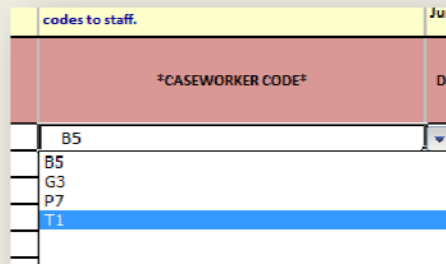 codes to staff.
*CASEWORKER CODE*
B5
B5
G3
P7
T1